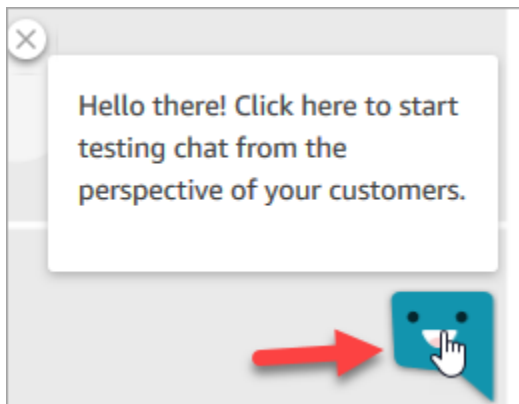 Hello there! Click here to start
testing chat from the
perspective of your customers.